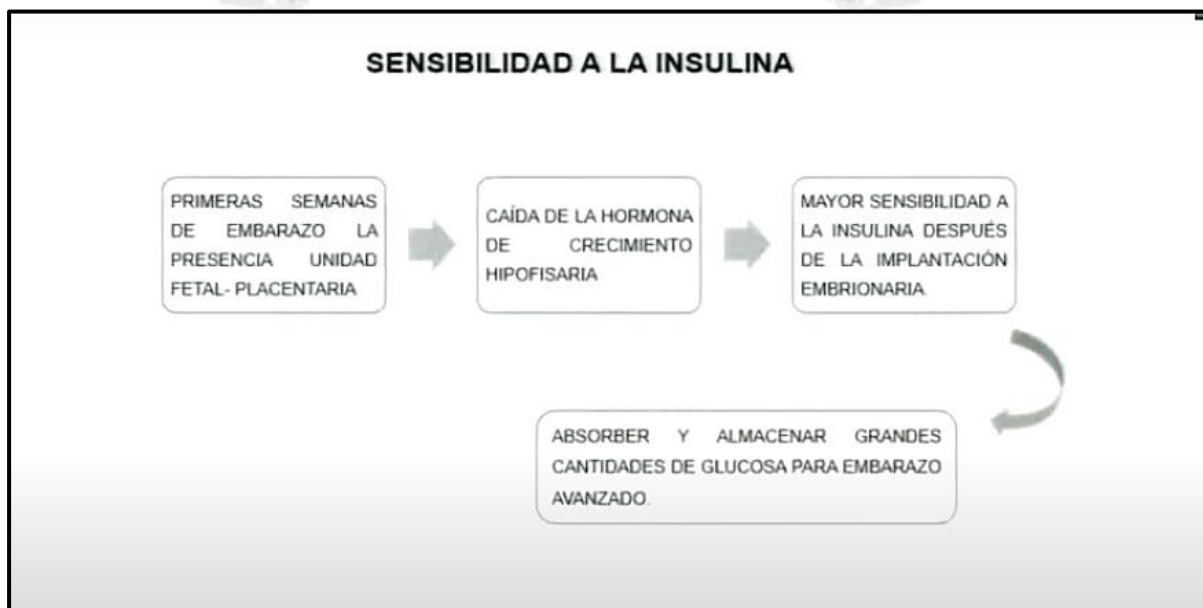 SENSIBILIDAD A LA INSULINA
PRIMERAS SEMANAS
DE EMBARAZO LA
PRESENCIA UNIDAD
FETAL- PLACENTARIA
CAÍDA DE LA HORMONA
DE CRECIMIENTO
HIPOFISARIA
MAYOR SENSIBILIDAD A
LA INSULINA DESPUÉS
DE LA IMPLANTACIÓN
EMBRIONARIA.
ABSORBER Y ALMACENAR GRANDES
CANTIDADES DE GLUCOSA PARA EMBARAZO
AVANZADO.